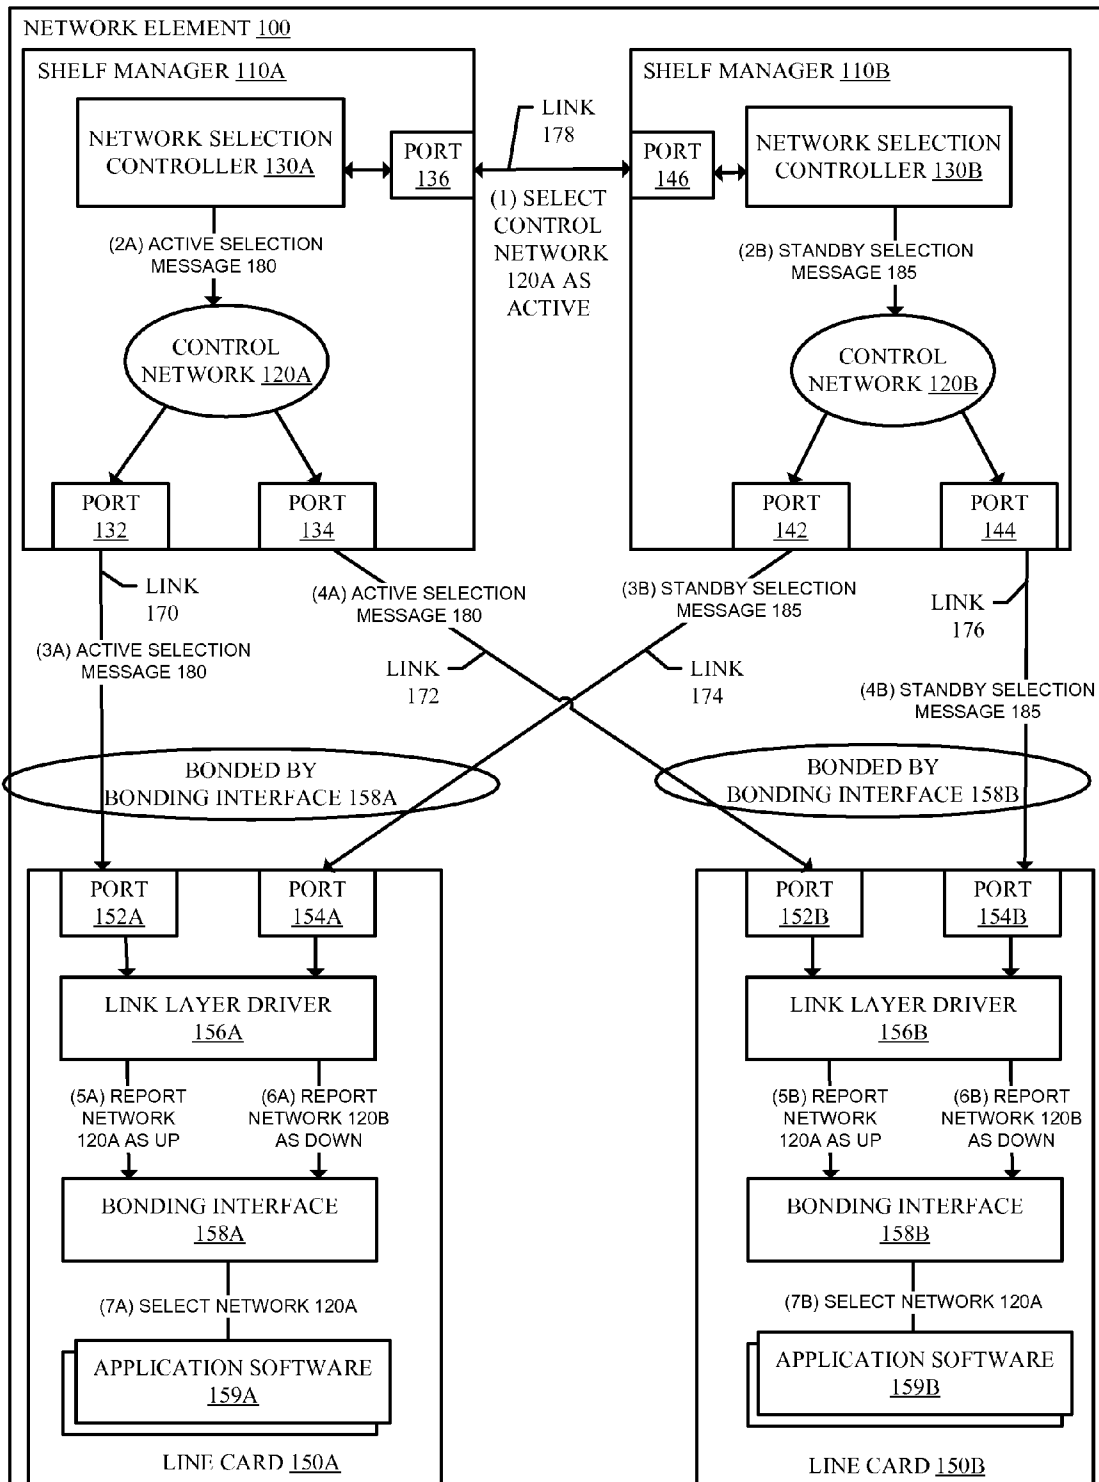 NETWORK ELEMENT 100
SHELF MANAGER 110A
NETWORK SELECTION
CONTROLLER 130A
PORT
136
LINK
178
(1) SELECT
CONTROL
NETWORK
120A AS
ACTIVE
(2A) ACTIVE SELECTION
MESSAGE 180
CONTROL
NETWORK 120A
PORT
132
PORT
134
SHELF MANAGER 110B
PORT
146
NETWORK SELECTION
CONTROLLER 130B
(2B) STANDBY SELECTION
MESSAGE 185
CONTROL
NETWORK 120B
PORT
142
PORT
144
LINK
170
(3A) ACTIVE SELECTION
MESSAGE 180
(4A) ACTIVE SELECTION
MESSAGE 180
LINK
172
(3B) STANDBY SELECTION
MESSAGE 185
LINK
174
LINK
176
(4B) STANDBY SELECTION
MESSAGE 185
BONDED BY
BONDING INTERFACE 158A
BONDED BY
BONDING INTERFACE 158B
PORT
152A
PORT
154A
LINK LAYER DRIVER
156A
(5A) REPORT
NETWORK
120A AS UP
(6A) REPORT
NETWORK 120B
AS DOWN
BONDING INTERFACE
158A
(7A) SELECT NETWORK 120A
APPLICATION SOFTWARE
159A
LINE CARD 150A
PORT
152B
PORT
154B
LINK LAYER DRIVER
156B
(5B) REPORT
NETWORK
120A AS UP
(6B) REPORT
NETWORK 120B
AS DOWN
BONDING INTERFACE
158B
(7B) SELECT NETWORK 120A
APPLICATION SOFTWARE
159B
LINE CARD 150B